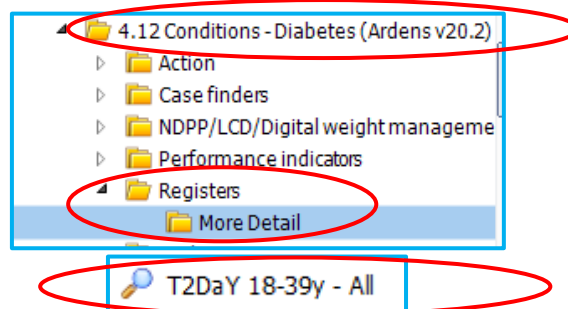 4.12 Conditions - Diabetes (Ardens v20.2)
Action
Case finders
NDPP/LCD/Digital weight manageme
Performance indicators
Registers
More Detail
T2DaY 18-39y - All